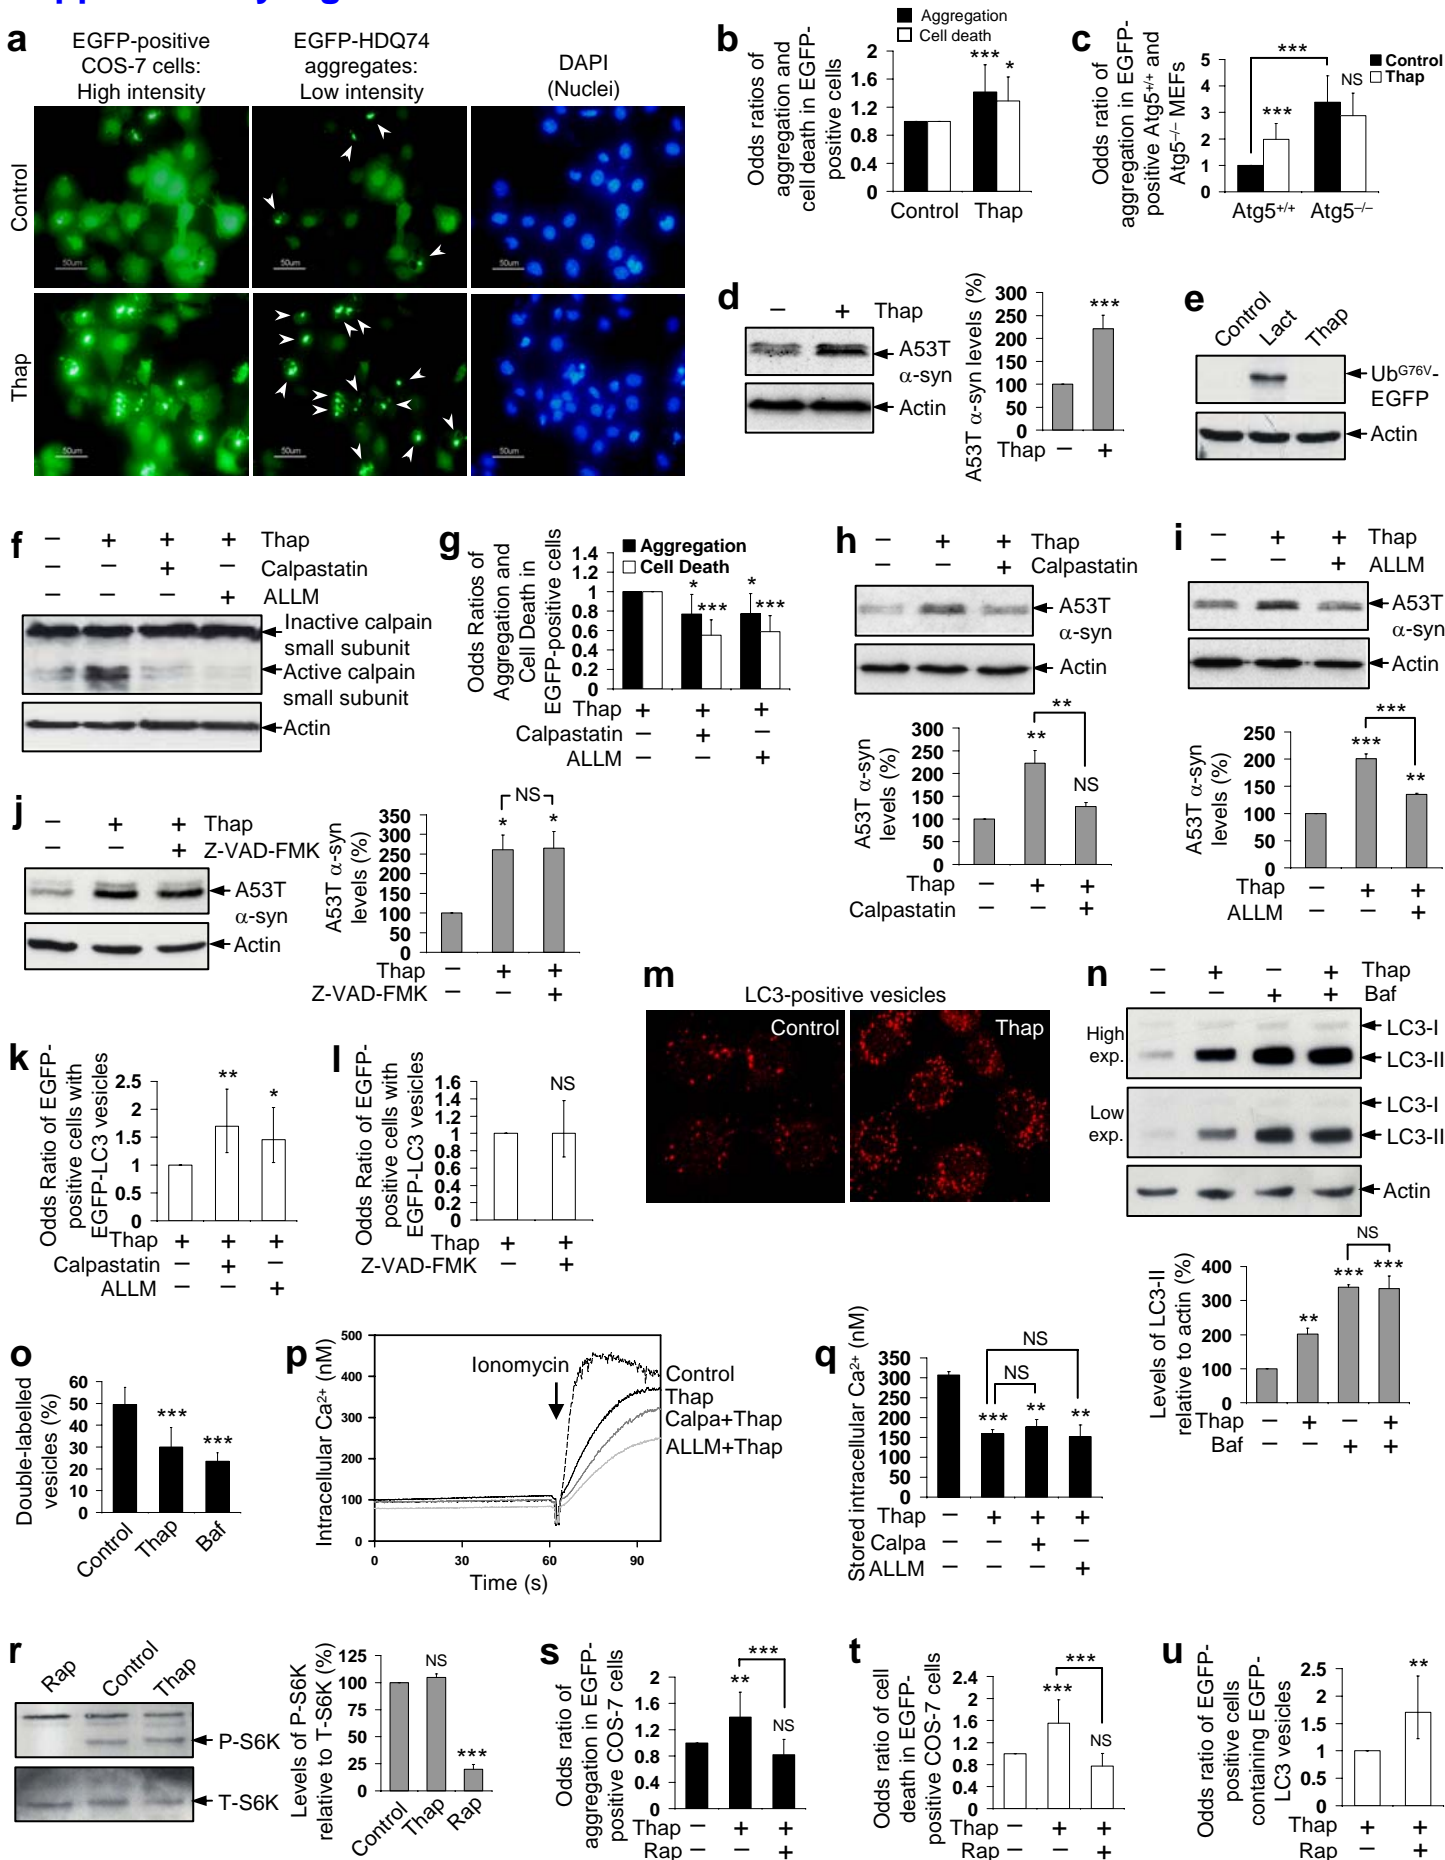 a
EGFP-positive
COS-7 cells:
High intensity
EGFP-HDQ74
aggregates:
Low intensity
DAPI
(Nuclei)
Control
Thap
50um
50um
50um
50um
50um
50um
b
Aggregation
Cell death
Odds ratios of
aggregation and
cell death in EGFP-
positive cells
2
1.6
1.2
0.8
0.4
0
*** *
Control Thap
c
Odds ratio of
aggregation in EGFP-
positive Atg5+/+ and
Atg5–/– MEFs
Control
Thap
5
4
3
2
1
0
***
***
NS
Atg5+/+ Atg5–/–
d
– + Thap
A53T
α-syn
Actin
A53T α-syn levels (%)
300
250
200
150
100
50
0
***
Thap – +
e
Control Lact Thap
UbG76V-
EGFP
Actin
f
– + + + Thap
– – + – Calpastatin
– – – + ALLM
Inactive calpain
small subunit
Active calpain
small subunit
Actin
g
Aggregation
Cell Death
Odds Ratios of
Aggregation and
Cell Death in
EGFP-positive cells
1.4
1.2
1
0.8
0.6
0.4
0.2
0
* *** * ***
Thap + + +
Calpastatin – + –
ALLM – – +
h
– + + Thap
– – + Calpastatin
A53T
α-syn
Actin
A53T α-syn
levels (%)
300
250
200
150
100
50
0
**
**
NS
Thap – + +
Calpastatin – – +
i
– + + Thap
– – + ALLM
A53T
α-syn
Actin
A53T α-syn
levels (%)
250
200
150
100
50
0
***
***
**
Thap – + +
ALLM – – +
j
– + + Thap
– – + Z-VAD-FMK
A53T
α-syn
Actin
A53T α-syn
levels (%)
350
300
250
200
150
100
50
0
NS
* *
Thap – + +
Z-VAD-FMK – – +
k
Odds Ratio of EGFP-
positive cells with
EGFP-LC3 vesicles
2.5
2
1.5
1
0.5
0
** *
Thap + + +
Calpastatin – + –
ALLM – – +
l
Odds Ratio of EGFP-
positive cells with
EGFP-LC3 vesicles
1.6
1.4
1.2
1
0.8
0.6
0.4
0.2
0
NS
Thap + +
Z-VAD-FMK – +
m
LC3-positive vesicles
Control
Thap
n
– + – + Thap
– – + + Baf
High
exp.
LC3-I
LC3-II
Low
exp.
LC3-I
LC3-II
Actin
Levels of LC3-II
relative to actin (%)
400
300
200
100
0
NS
** *** ***
Thap – + – +
Baf – – + +
o
Double-labelled
vesicles (%)
60
50
40
30
20
10
0
*** ***
Control Thap Baf
p
Intracellular Ca2+ (nM)
500
400
300
200
100
0
Ionomycin
Control
Thap
Calpa+Thap
ALLM+Thap
0 30 60 90
Time (s)
q
Stored intracellular Ca2+ (nM)
350
300
250
200
150
100
50
0
NS
NS
*** ** **
Thap – + + +
Calpa – – + –
ALLM – – – +
r
Rap Control Thap
P-S6K
T-S6K
Levels of P-S6K
relative to T-S6K (%)
125
100
75
50
25
0
NS
***
Control Thap Rap
s
Odds ratio of
aggregation in EGFP-
positive COS-7 cells
2
1.6
1.2
0.8
0.4
0
***
**
NS
Thap – + +
Rap – – +
t
Odds ratio of cell
death in EGFP-
positive COS-7 cells
2.4
2
1.6
1.2
0.8
0.4
0
***
***
NS
Thap – + +
Rap – – +
u
Odds ratio of EGFP-
positive cells
containing EGFP-
LC3 vesicles
2.5
2
1.5
1
0.5
0
**
Thap + +
Rap – +